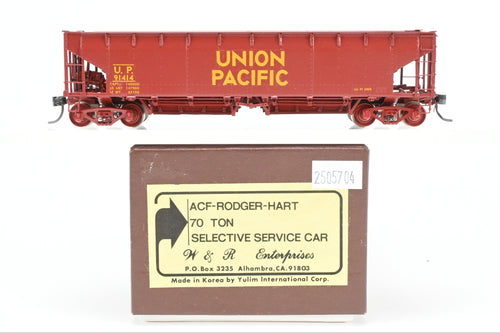 UNION
PACIFIC
U. P.
91414
2505704
ACF-RODGER-HART
70 TON
SELECTIVE SERVICE CAR
W & R Enterprises
P.O.Box 3235 Alhambra,CA.91803
Made in Korea by Yulim International Corp.